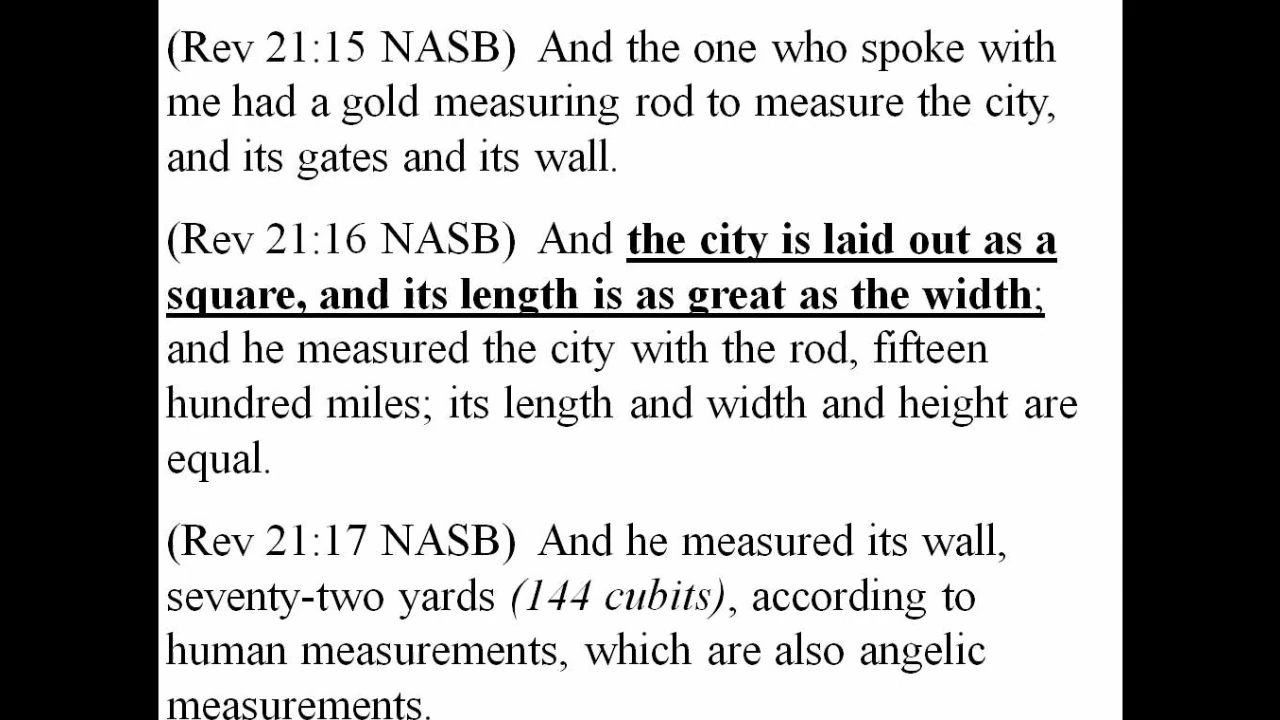 (Rev 21:15 NASB)  And the one who spoke with
me had a gold measuring rod to measure the city,
and its gates and its wall.
(Rev 21:16 NASB)  And the city is laid out as a
square, and its length is as great as the width;
and he measured the city with the rod, fifteen
hundred miles; its length and width and height are
equal.
(Rev 21:17 NASB)  And he measured its wall,
seventy-two yards (144 cubits), according to
human measurements, which are also angelic
measurements.